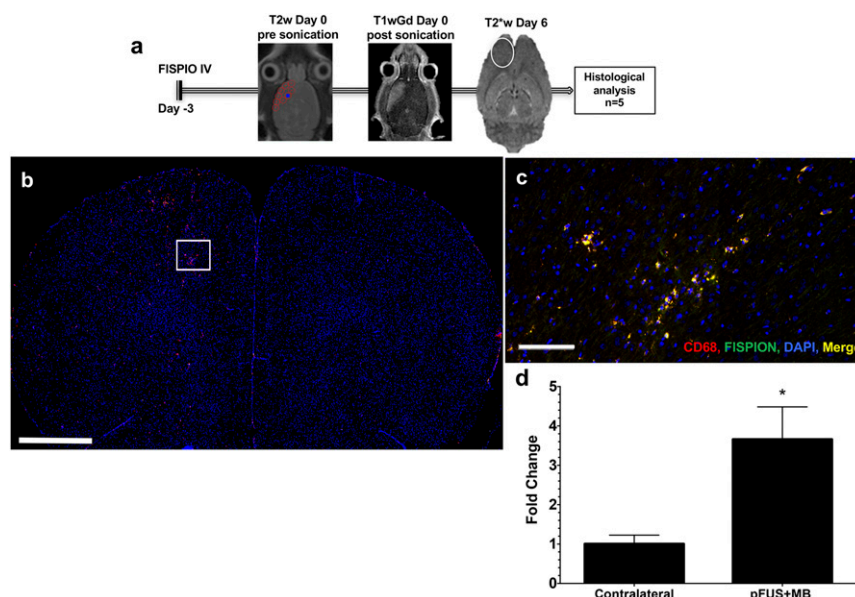 T2w Day 0
pre sonication
T1wGd Day 0
post sonication
T2*w Day 6
a
FISPIO IV
Day -3
Histological
analysis
n=5
b
c
CD68, FISPION, DAPI, Merge
d
*
Fold Change
5
4
3
2
1
0
Contralateral
pFUS+MB